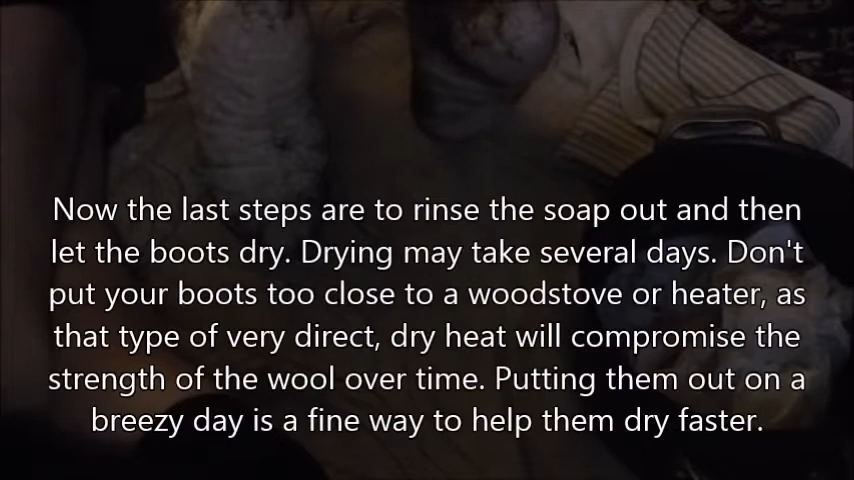 Now the last steps are to rinse the soap out and then
let the boots dry. Drying may take several days. Don't
put your boots too close to a woodstove or heater, as
that type of very direct, dry heat will compromise the
strength of the wool over time. Putting them out on a
breezy day is a fine way to help them dry faster.